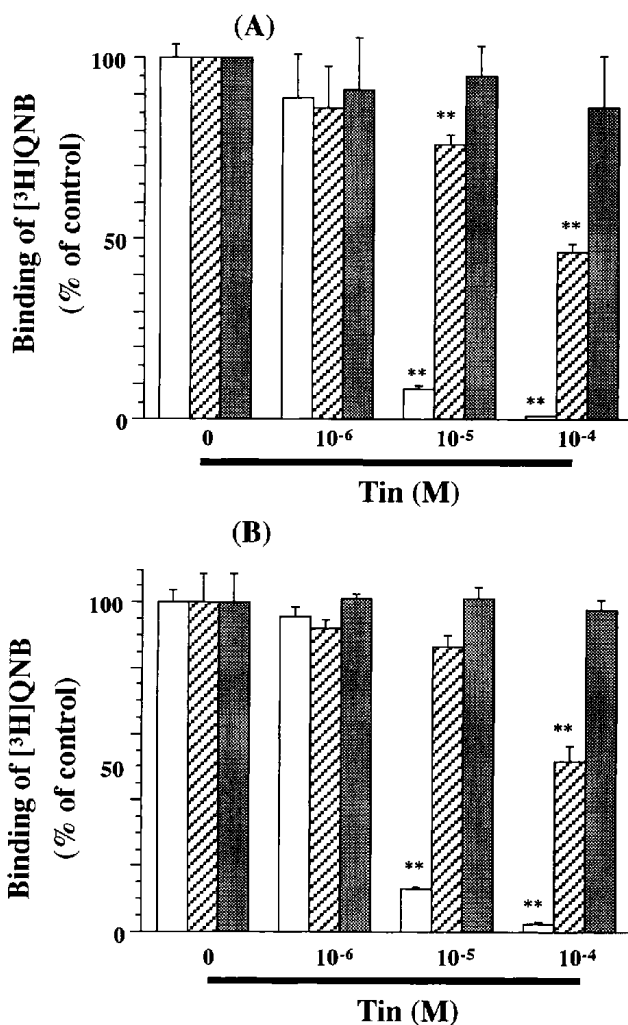 (A)
Binding of [³H]QNB
(% of control)
100
50
0
**
**
**
**
0
10⁻⁶
10⁻⁵
10⁻⁴
Tin (M)
(B)
Binding of [³H]QNB
(% of control)
100
50
0
**
**
**
0
10⁻⁶
10⁻⁵
10⁻⁴
Tin (M)